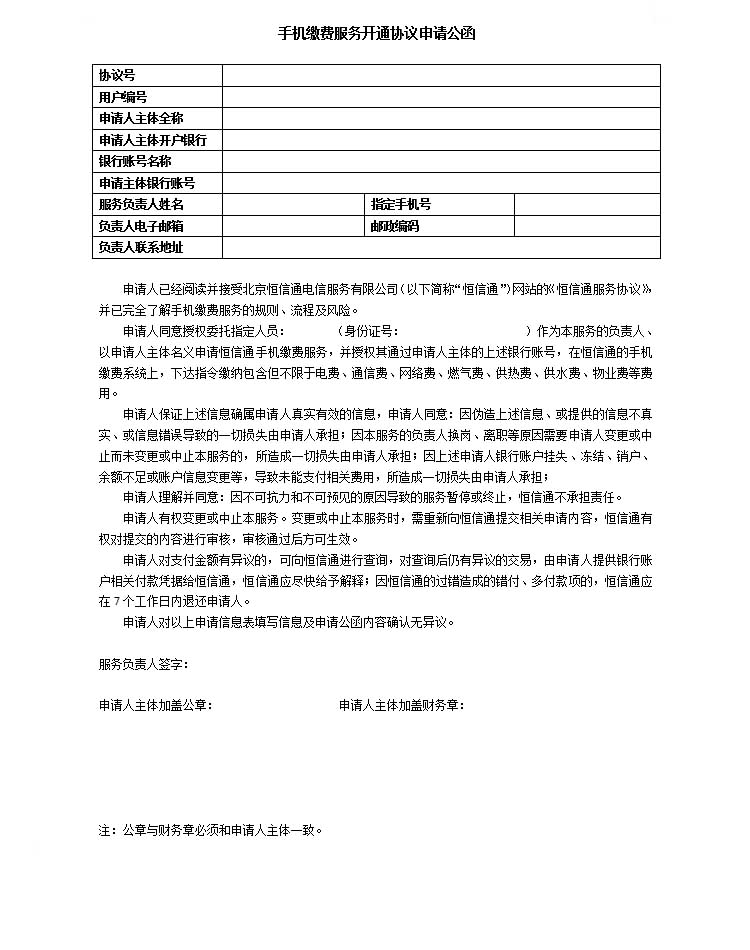 手机缴费服务开通协议申请公函
协议号
用户编号
申请人主体全称
申请人主体开户银行
银行账号名称
申请主体银行账号
服务负责人姓名 指定手机号
负责人电子邮箱 邮政编码
负责人联系地址
申请人已经阅读并接受北京恒信通电信服务有限公司（以下简称“恒信通”）网站的《恒信通服务协议》，
并已完全了解手机缴费服务的规则、流程及风险。
申请人同意授权委托指定人员： （身份证号： ）作为本服务的负责人、
以申请人主体名义申请恒信通手机缴费服务，并授权其通过申请人主体的上述银行账号，在恒信通的手机
缴费系统上，下达指令缴纳包含但不限于电费、通信费、网络费、燃气费、供热费、供水费、物业费等费
用。
申请人保证上述信息确属申请人真实有效的信息，申请人同意：因伪造上述信息、或提供的信息不真
实、或信息错误导致的一切损失由申请人承担；因本服务的负责人换岗、离职等原因需要申请人变更或中
止而未变更或中止本服务的，所造成一切损失由申请人承担；因上述申请人银行账户挂失、冻结、销户、
余额不足或账户信息变更等，导致未能支付相关费用，所造成一切损失由申请人承担；
申请人理解并同意：因不可抗力和不可预见的原因导致的服务暂停或终止，恒信通不承担责任。
申请人有权变更或中止本服务。变更或中止本服务时，需重新向恒信通提交相关申请内容，恒信通有
权对提交的内容进行审核，审核通过后方可生效。
申请人对支付金额有异议的，可向恒信通进行查询，对查询后仍有异议的交易，由申请人提供银行账
户相关付款凭据给恒信通，恒信通应尽快给予解释；因恒信通的过错造成的错付、多付款项的，恒信通应
在7个工作日内退还申请人。
申请人对以上申请信息表填写信息及申请公函内容确认无异议。
服务负责人签字：
申请人主体加盖公章： 申请人主体加盖财务章：
注：公章与财务章必须和申请人主体一致。